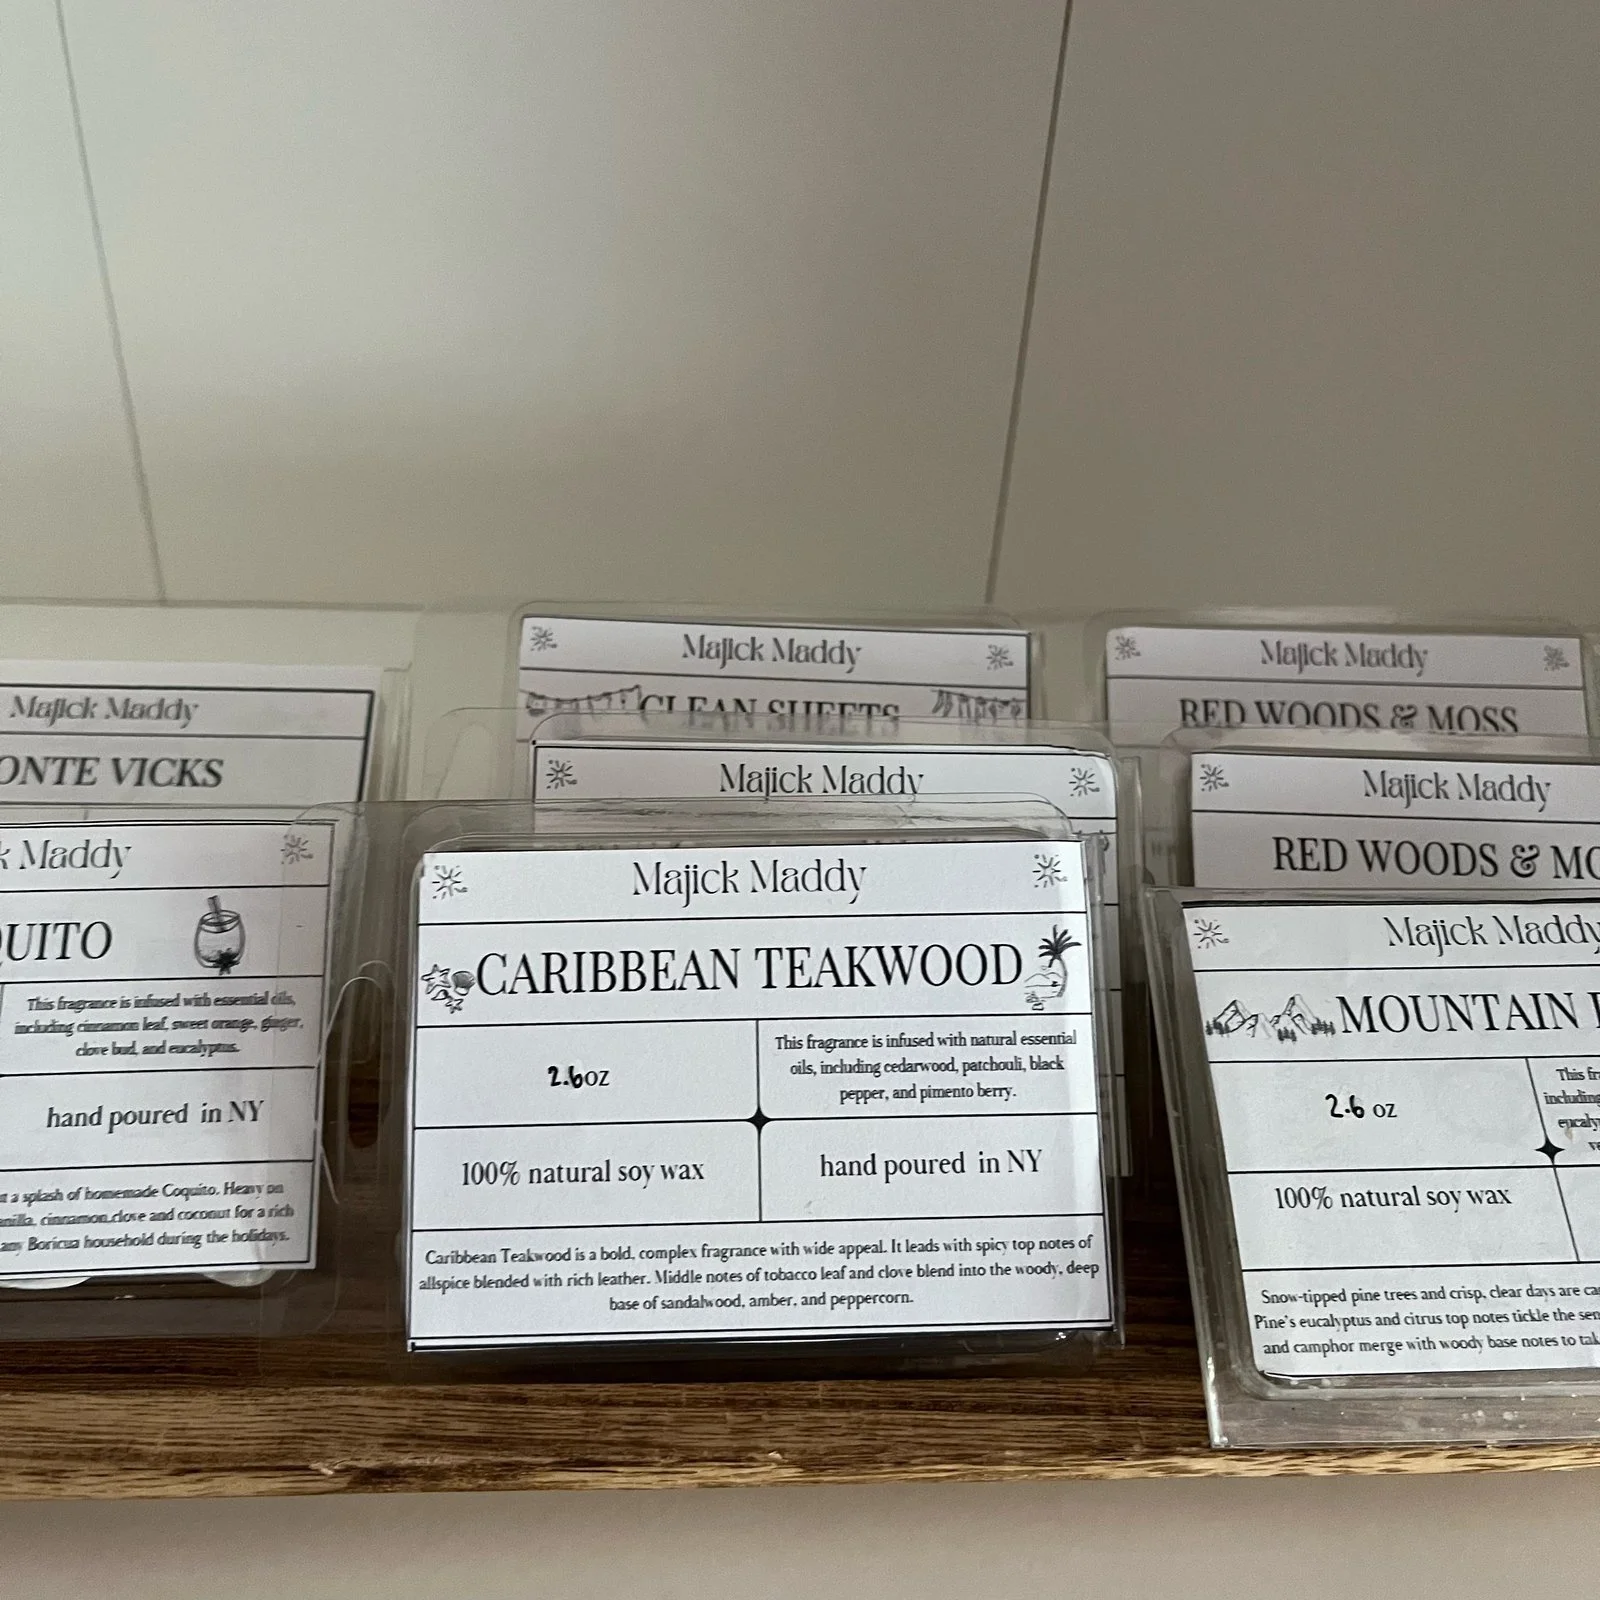 Majick Maddy
CLEAN SHEETS
Majick Maddy
RED WOODS & MOSS
Majick Maddy
ONTE VICKS
Majick Maddy
Majick Maddy
RED WOODS & MO
k Maddy
QUITO
This fragrance is infused with essential oils,
including cinnamon leaf, sweet orange, ginger,
clove bud, and eucalyptus.
hand poured in NY
t a splash of homemade Coquito. Heavy on
anilla, cinnamon,clove and coconut for a rich
any Boricua household during the holidays.
Majick Maddy
CARIBBEAN TEAKWOOD
2.6oz
This fragrance is infused with natural essential
oils, including cedarwood, patchouli, black
pepper, and pimento berry.
100% natural soy wax
hand poured in NY
Caribbean Teakwood is a bold, complex fragrance with wide appeal. It leads with spicy top notes of
allspice blended with rich leather. Middle notes of tobacco leaf and clove blend into the woody, deep
base of sandalwood, amber, and peppercorn.
Majick Maddy
MOUNTAIN
2.6 oz
This fr
including
eucaly
ve
100% natural soy wax
Snow-tipped pine trees and crisp, clear days are ca
Pine's eucalyptus and citrus top notes tickle the sen
and camphor merge with woody base notes to tak